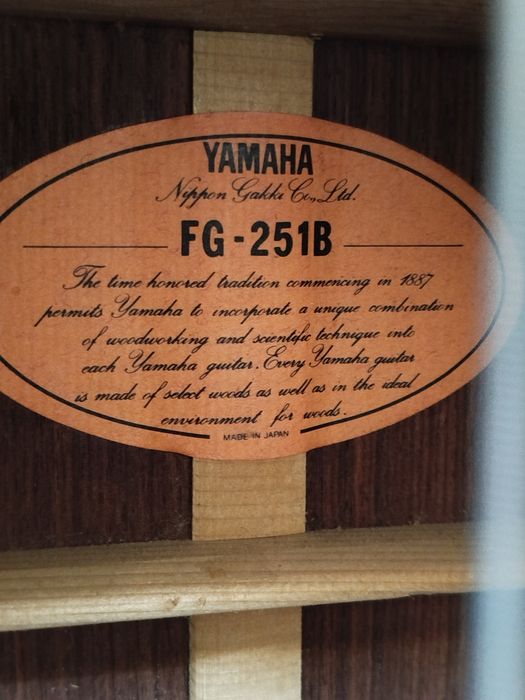 YAMAHA
Nippon Gakki Co., Ltd.
FG-251B
The time honored tradition commencing in 1887
permits Yamaha to incorporate a unique combination
of woodworking and scientific technique into
each Yamaha guitar. Every Yamaha guitar
is made of select woods as well as in the ideal
environment for woods.
MADE IN JAPAN